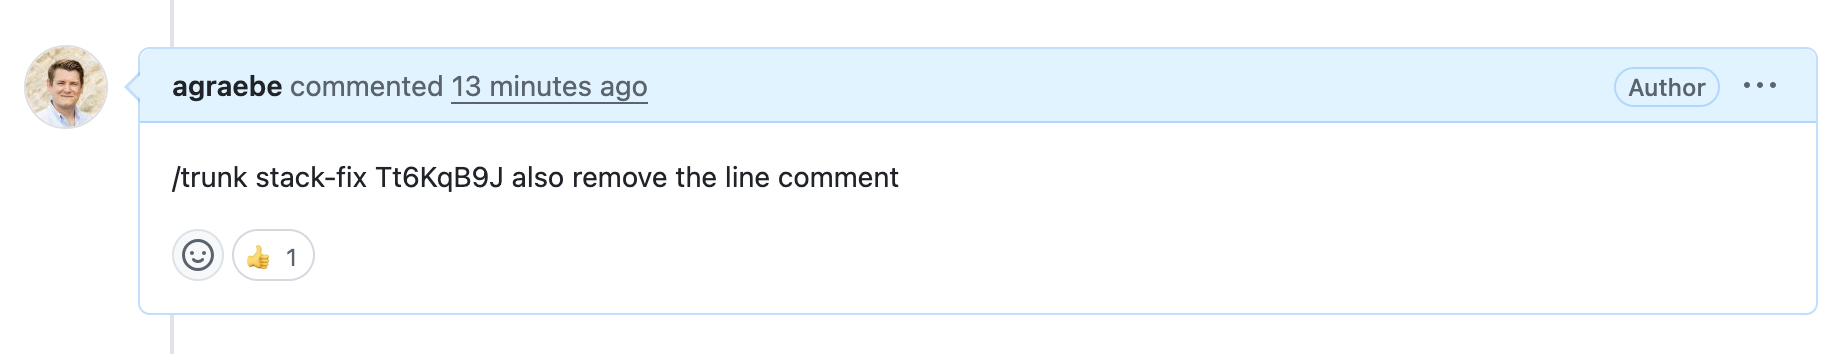 agraebe commented 13 minutes ago
Author
/trunk stack-fix Tt6KqB9J also remove the line comment
1